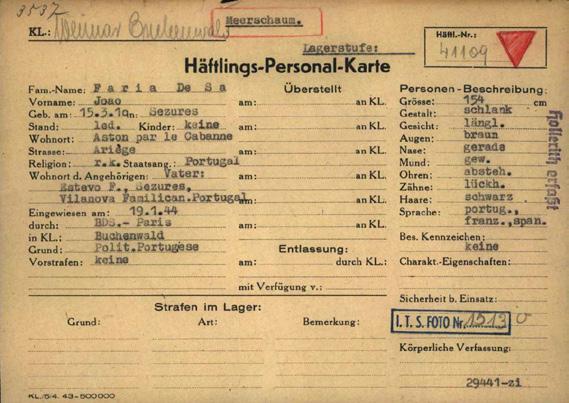 3537
KL.: Weimar Buchenwald
Meerschaum.
Lagerstufe:
Häftl.-Nr.:
41109
Häftlings-Personal-Karte
Fam.-Name: Faria De Sa
Vorname: Joao
Geb. am: 15.3.10 in: Sezures
Stand: led. Kinder: keine
Wohnort: Aston par le Cabanne
Strasse: Ariége
Religion: r.k. Staatsang.: Portugal
Wohnort d. Angehörigen: Vater:
Estevo F., Sezures,
Vilanova Familican.Portugal
Eingewiesen am: 19.1.44
durch: BDS.- Paris
in KL.: Buchenwald
Grund: Polit.Portugese
Vorstrafen: keine
Überstellt
am: an KL.
am: an KL.
am: an KL.
am: an KL.
am: an KL.
am: an KL.
Entlassung:
am: durch KL.:
mit Verfügung v.:
Personen-Beschreibung:
Grösse: 154 cm
Gestalt: schlank
Gesicht: längl.
Augen: braun
Nase: gerade
Mund: gew.
Ohren: absteh.
Zähne: lückh.
Haare: schwarz
Sprache: portug.,
franz.,span.
Bes. Kennzeichen:
keine
Charakt.-Eigenschaften:
Sicherheit b. Einsatz:
I.T.S. FOTO Nr.
Körperliche Verfassung:
29441-zi
Hollerith erfaßt
Strafen im Lager:
Grund: Art: Bemerkung:
KL./5/4. 43-500000